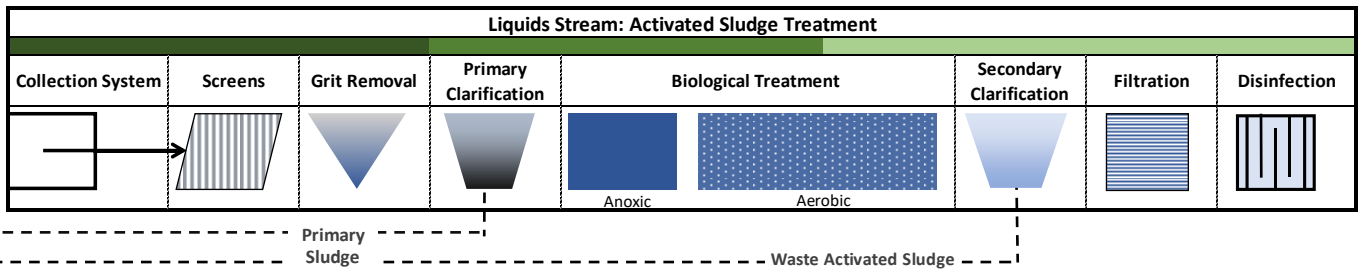 Liquids Stream: Activated Sludge Treatment
Collection System
Screens
Grit Removal
Primary
Clarification
Biological Treatment
Secondary
Clarification
Filtration
Disinfection
Anoxic
Aerobic
Primary
Sludge
Waste Activated Sludge